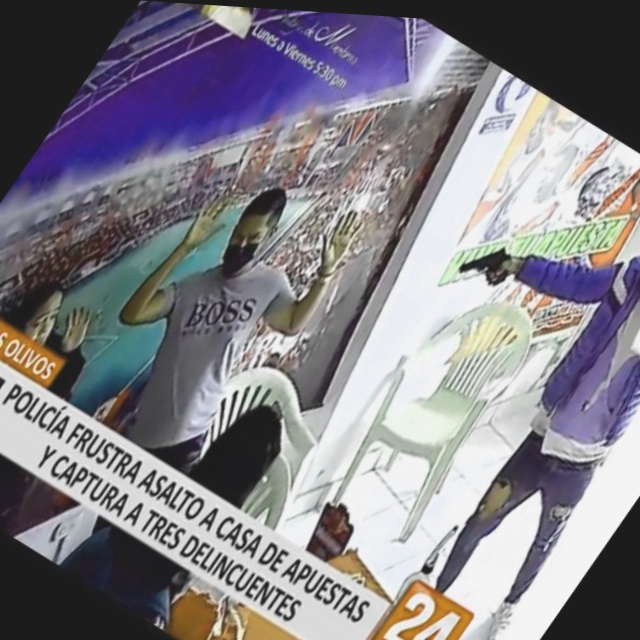 Lunes a Viernes 5:30 pm
BOSS
S OLIVOS
POLICÍA FRUSTRA ASALTO A CASA DE APUESTAS
Y CAPTURA A TRES DELINCUENTES
24